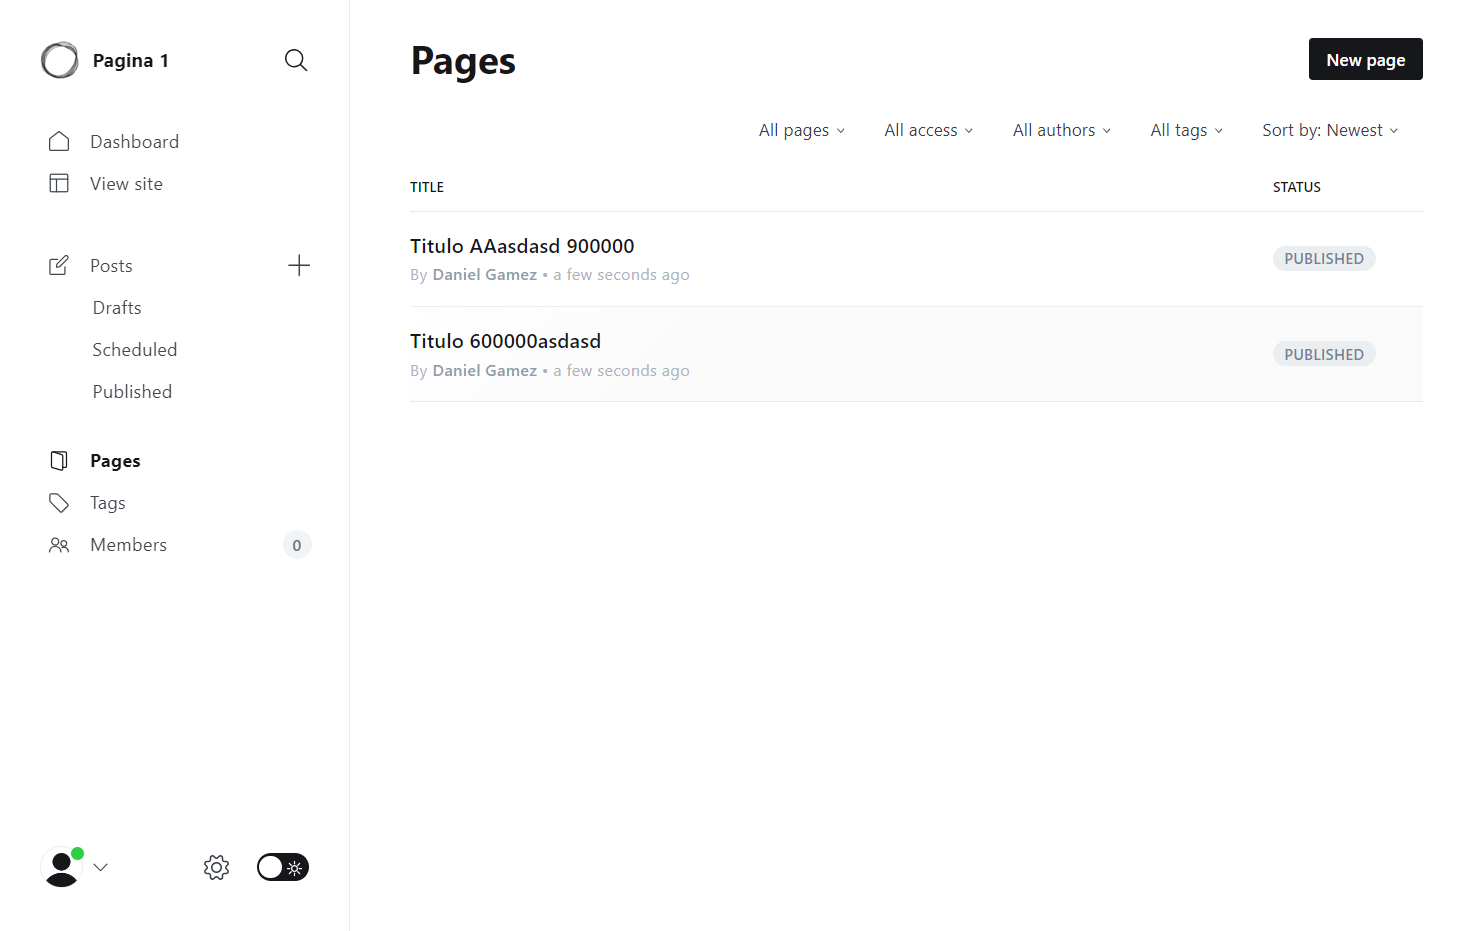 Pagina 1
Dashboard
View site
Posts
Drafts
Scheduled
Published
Pages
Tags
Members 0
Pages
New page
All pages All access All authors All tags Sort by: Newest
TITLE STATUS
Titulo AAasdasd 900000
By Daniel Gamez • a few seconds ago
PUBLISHED
Titulo 600000asdasd
By Daniel Gamez • a few seconds ago
PUBLISHED